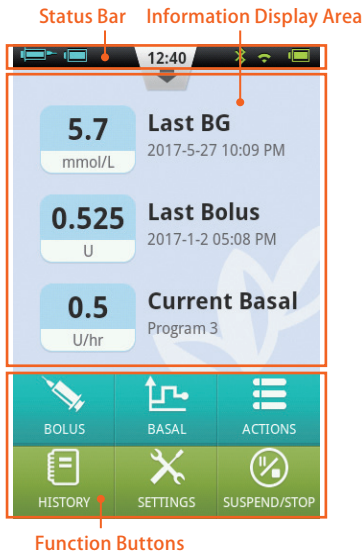 Status Bar Information Display Area
12:40
5.7 Last BG
mmol/L 2017-5-27 10:09 PM
0.525 Last Bolus
U 2017-1-2 05:08 PM
0.5 Current Basal
U/hr Program 3
BOLUS BASAL ACTIONS
HISTORY SETTINGS SUSPEND/STOP
Function Buttons